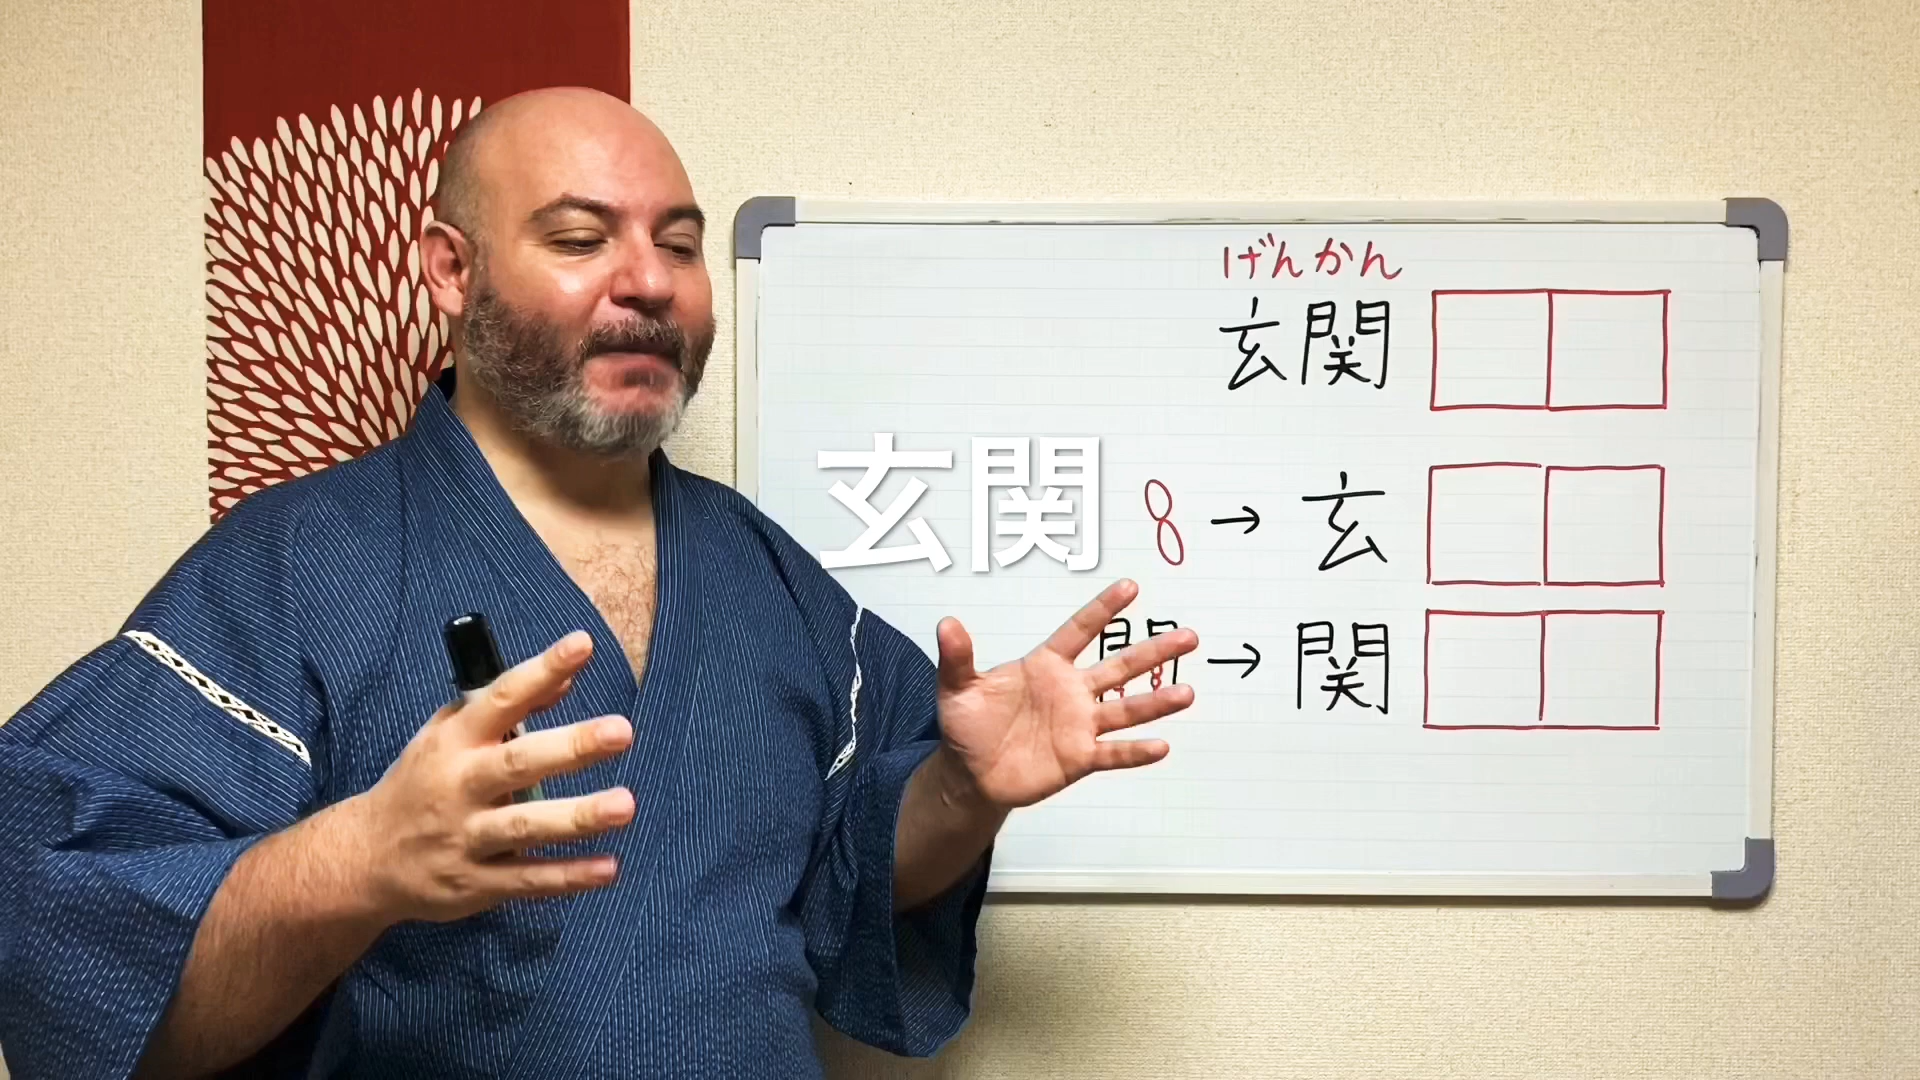 げんかん
玄関
玄関
8 → 玄
→ 関